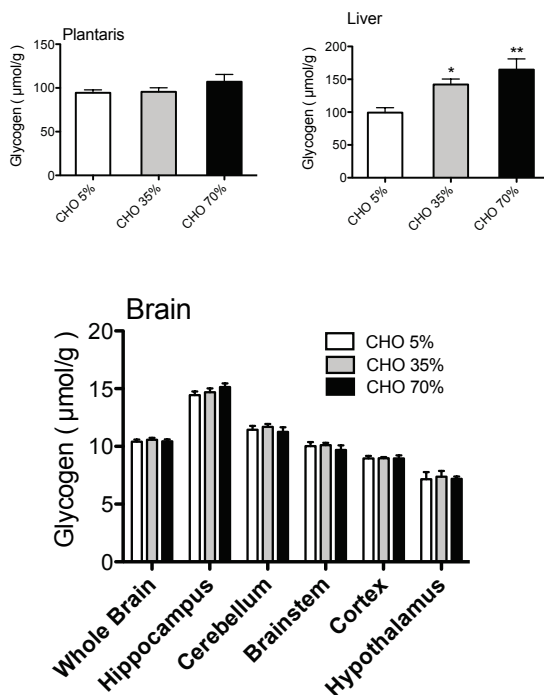 Plantaris
Glycogen ( μmol/g )
150
100
50
0
CHO 5%
CHO 35%
CHO 70%
Liver
Glycogen ( μmol/g )
200
150
100
50
0
*
**
CHO 5%
CHO 35%
CHO 70%
Brain
Glycogen ( μmol/g )
20
15
10
5
0
CHO 5%
CHO 35%
CHO 70%
Whole Brain
Hippocampus
Cerebellum
Brainstem
Cortex
Hypothalamus